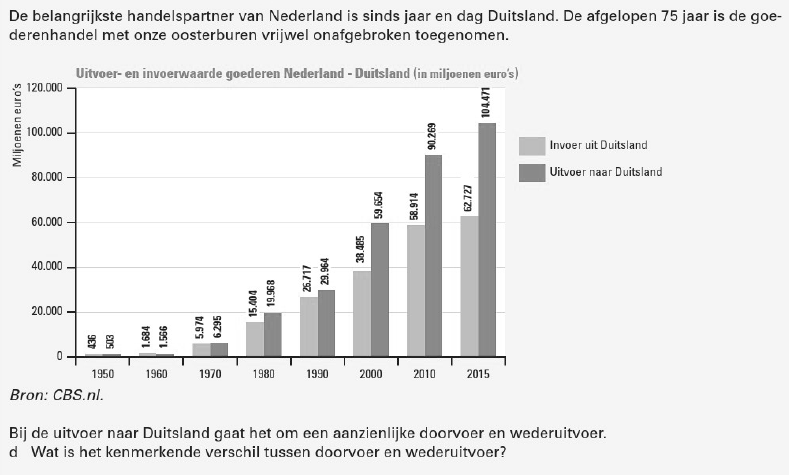 De belangrijkste handelspartner van Nederland is sinds jaar en dag Duitsland. De afgelopen 75 jaar is de goe-
derenhandel met onze oosterburen vrijwel onafgebroken toegenomen.
Uitvoer- en invoerwaarde goederen Nederland - Duitsland (in miljoenen euro's)
Miljoenen euro's
120.000
100.000
80.000
60.000
40.000
20.000
0
436 503 1.684 1.566 5.974 6.295 15.404 19.968 26.717 29.964 38.485 59.654 58.914 90.269 62.727 104.471
1950 1960 1970 1980 1990 2000 2010 2015
Invoer uit Duitsland
Uitvoer naar Duitsland
Bron: CBS.nl.
Bij de uitvoer naar Duitsland gaat het om een aanzienlijke doorvoer en wederuitvoer.
d Wat is het kenmerkende verschil tussen doorvoer en wederuitvoer?